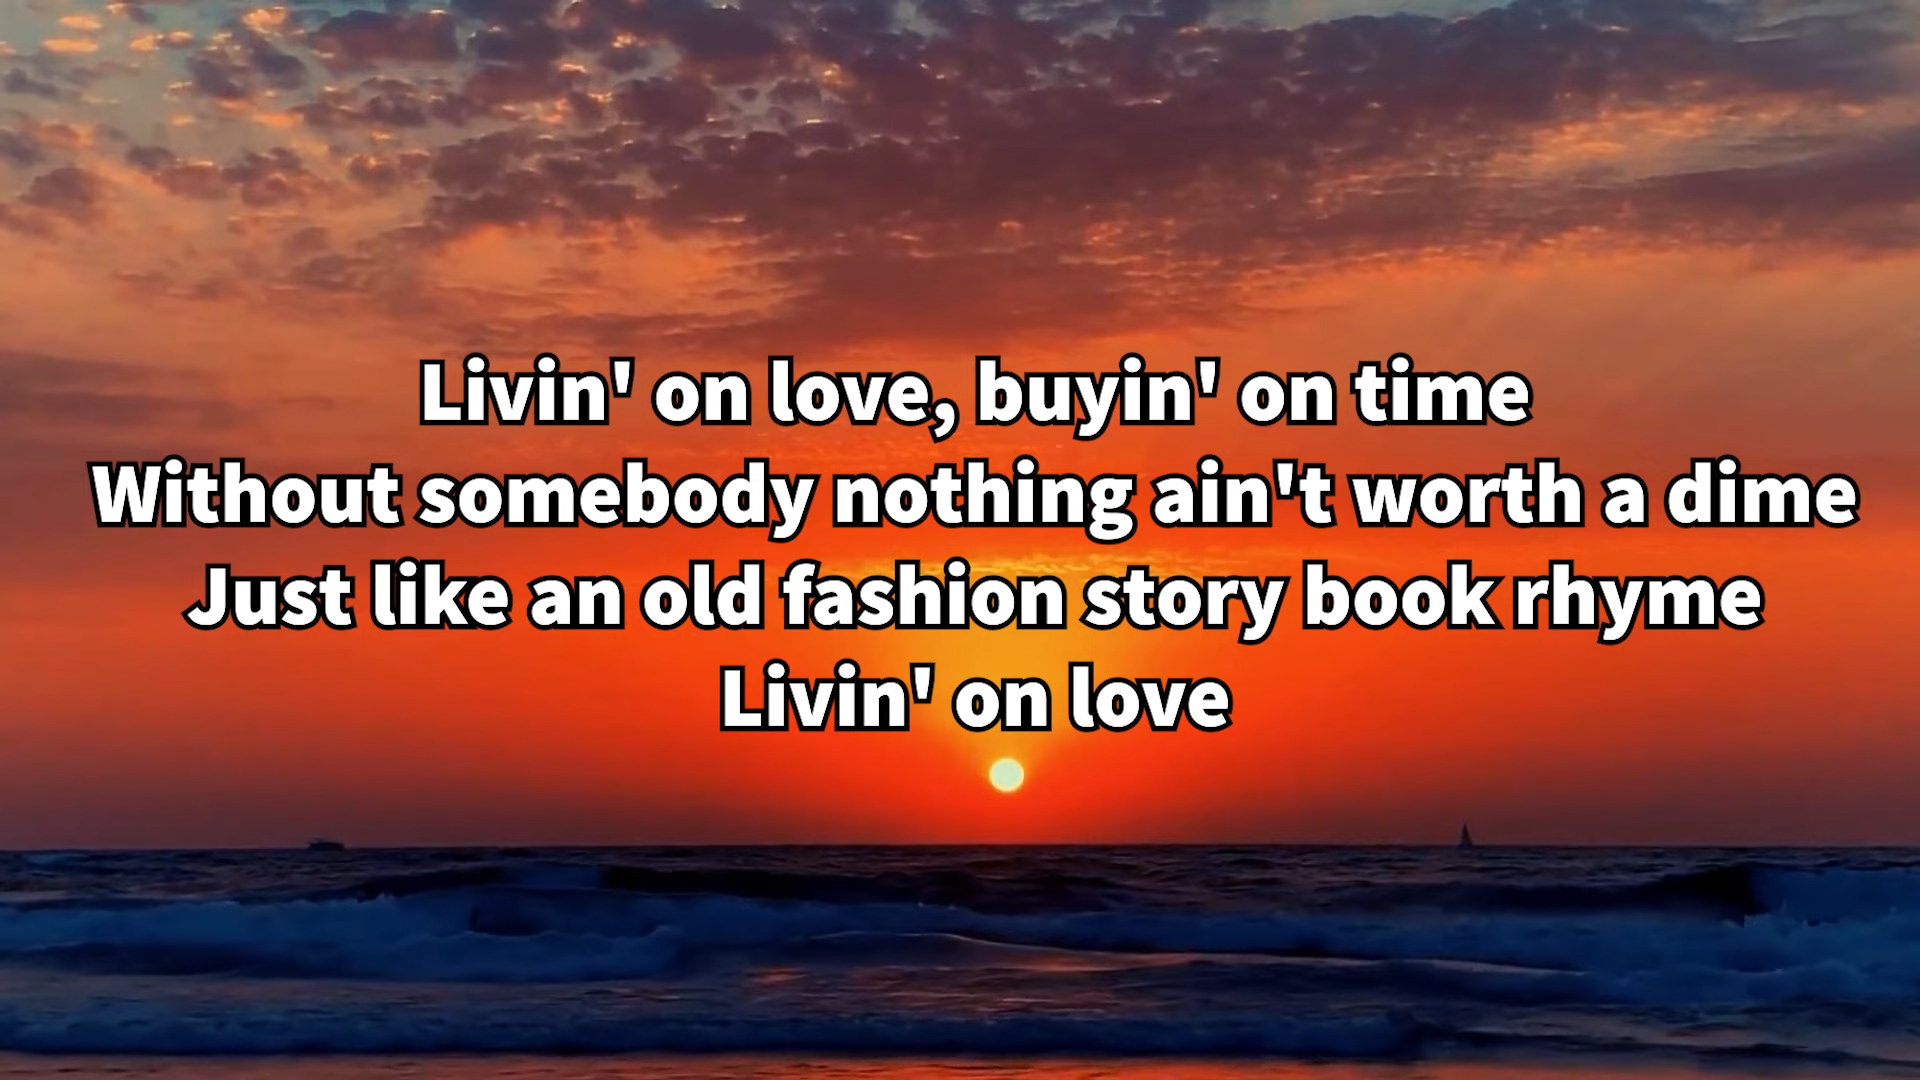 Livin' on love, buyin' on time
Without somebody nothing ain't worth a dime
Just like an old fashion story book rhyme
Livin' on love